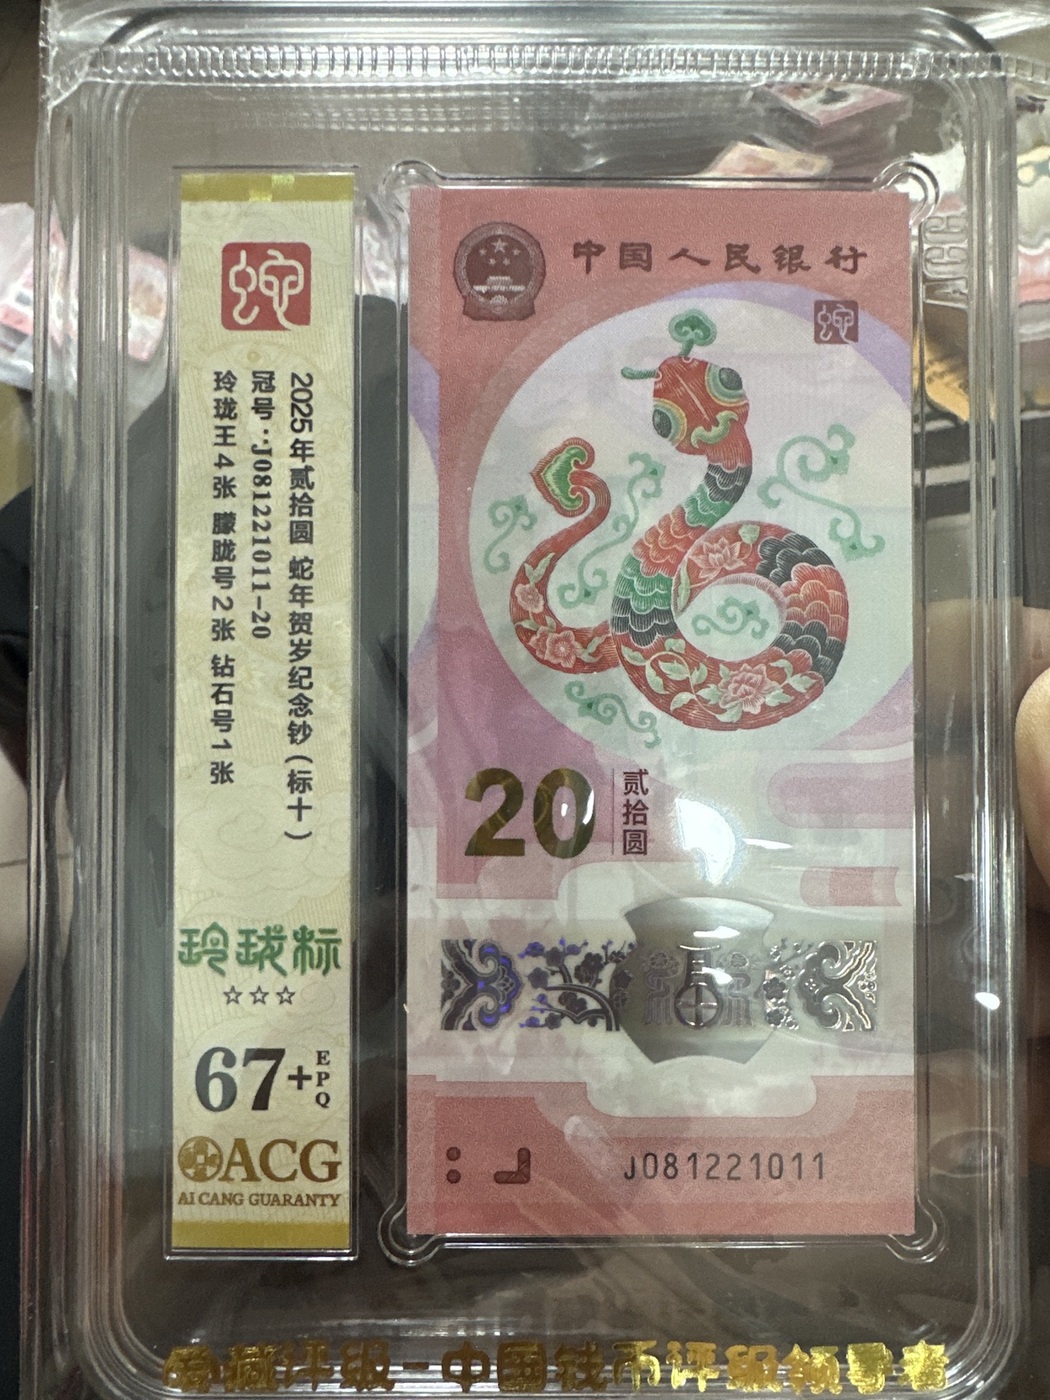 2025年贰拾圆 蛇年贺岁纪念钞(标十)
冠号:J081221011-20
玲珑王4张 朦胧号2张 钻石号1张
玲珑标
☆☆☆
67+EPQ
ACG
AI CANG GUARANTY
中国人民银行
20
贰拾圆
J081221011
ACG
爱藏评级-中国钱币评级领导者